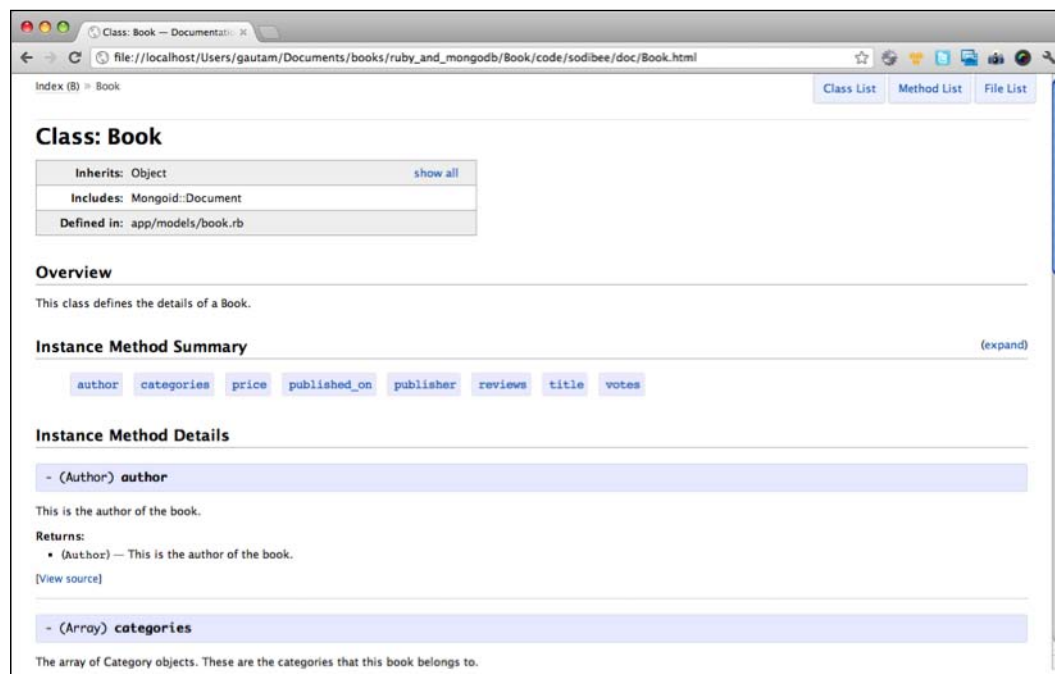 Class: Book — Documentatic
file://localhost/Users/gautam/Documents/books/ruby_and_mongodb/Book/code/sodibee/doc/Book.html
Index (B) » Book
Class List Method List File List
Class: Book
Inherits: Object show all
Includes: Mongoid::Document
Defined in: app/models/book.rb
Overview
This class defines the details of a Book.
Instance Method Summary (expand)
author categories price published_on publisher reviews title votes
Instance Method Details
- (Author) author
This is the author of the book.
Returns:
• (Author) — This is the author of the book.
[View source]
- (Array) categories
The array of Category objects. These are the categories that this book belongs to.